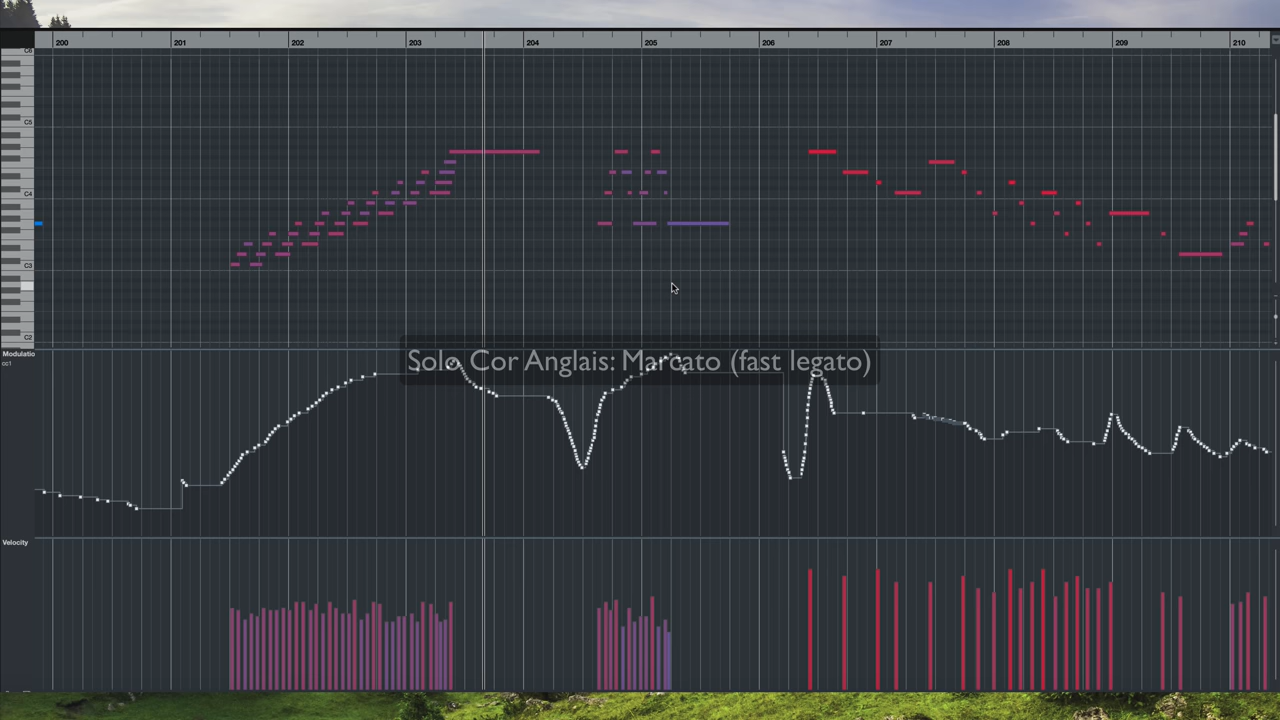 200 201 202 203 204 205 206 207 208 209 210
C6
C5
C4
C3
C2
Modulatio
cc1
Solo Cor Anglais: Marcato (fast legato)
Velocity